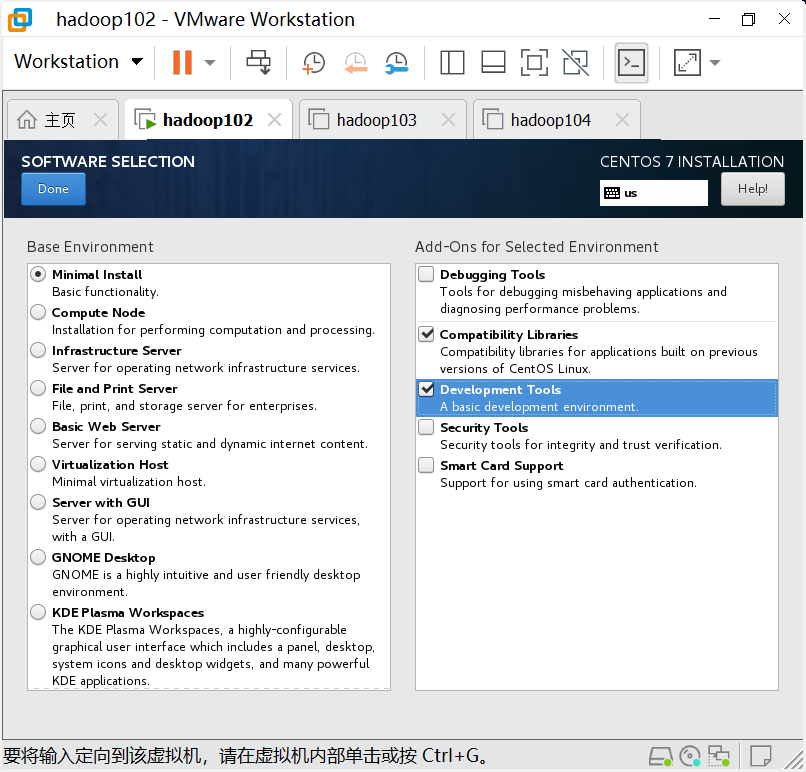 hadoop102 - VMware Workstation
Workstation
主页
hadoop102
hadoop103
hadoop104
SOFTWARE SELECTION
CENTOS 7 INSTALLATION
Done
us
Help!
Base Environment
Minimal Install
Basic functionality.
Compute Node
Installation for performing computation and processing.
Infrastructure Server
Server for operating network infrastructure services.
File and Print Server
File, print, and storage server for enterprises.
Basic Web Server
Server for serving static and dynamic internet content.
Virtualization Host
Minimal virtualization host.
Server with GUI
Server for operating network infrastructure services,
with a GUI.
GNOME Desktop
GNOME is a highly intuitive and user friendly desktop
environment.
KDE Plasma Workspaces
The KDE Plasma Workspaces, a highly-configurable
graphical user interface which includes a panel, desktop,
system icons and desktop widgets, and many powerful
KDE applications.
Add-Ons for Selected Environment
Debugging Tools
Tools for debugging misbehaving applications and
diagnosing performance problems.
Compatibility Libraries
Compatibility libraries for applications built on previous
versions of CentOS Linux.
Development Tools
A basic development environment.
Security Tools
Security tools for integrity and trust verification.
Smart Card Support
Support for using smart card authentication.
要将输入定向到该虚拟机，请在虚拟机内部单击或按 Ctrl+G。